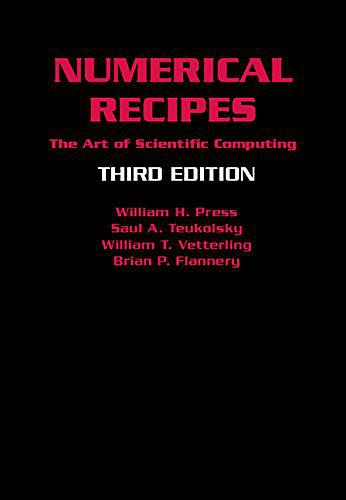 NUMERICAL
RECIPES
The Art of Scientific Computing
THIRD EDITION
William H. Press
Saul A. Teukolsky
William T. Vetterling
Brian P. Flannery